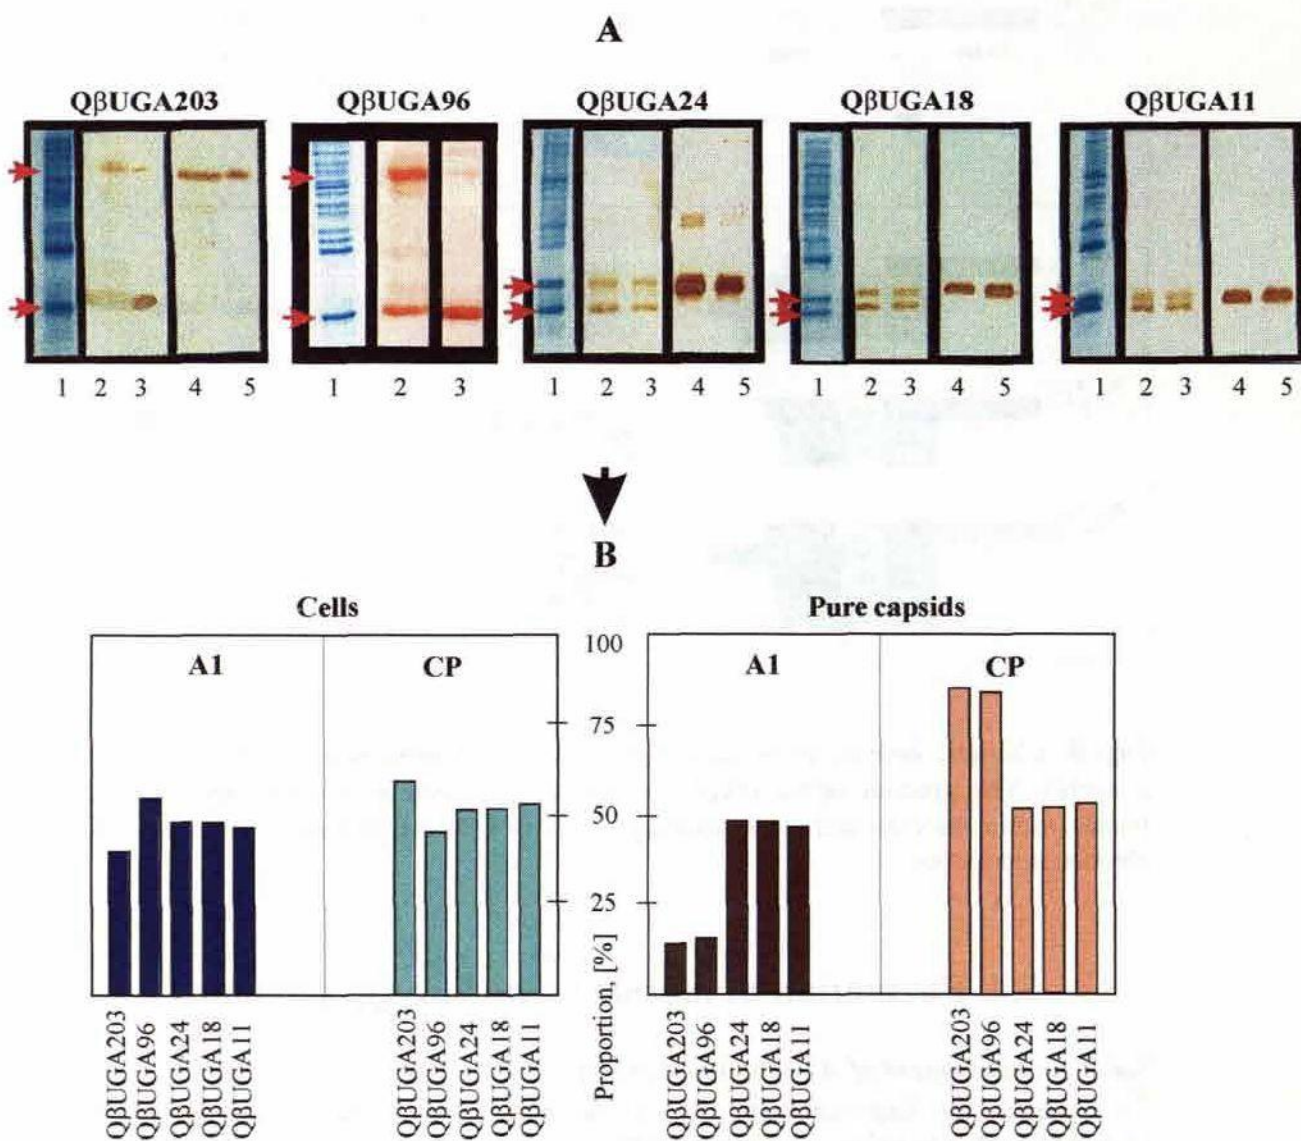 A
QβUGA203 QβUGA96 QβUGA24 QβUGA18 QβUGA11
1 2 3 4 5 1 2 3 1 2 3 4 5 1 2 3 4 5 1 2 3 4 5
B
Cells Pure capsids
A1 CP A1 CP
100
75
50
25
Proportion, [%]
QβUGA203
QβUGA96
QβUGA24
QβUGA18
QβUGA11
QβUGA203
QβUGA96
QβUGA24
QβUGA18
QβUGA11
QβUGA203
QβUGA96
QβUGA24
QβUGA18
QβUGA11
QβUGA203
QβUGA96
QβUGA24
QβUGA18
QβUGA11